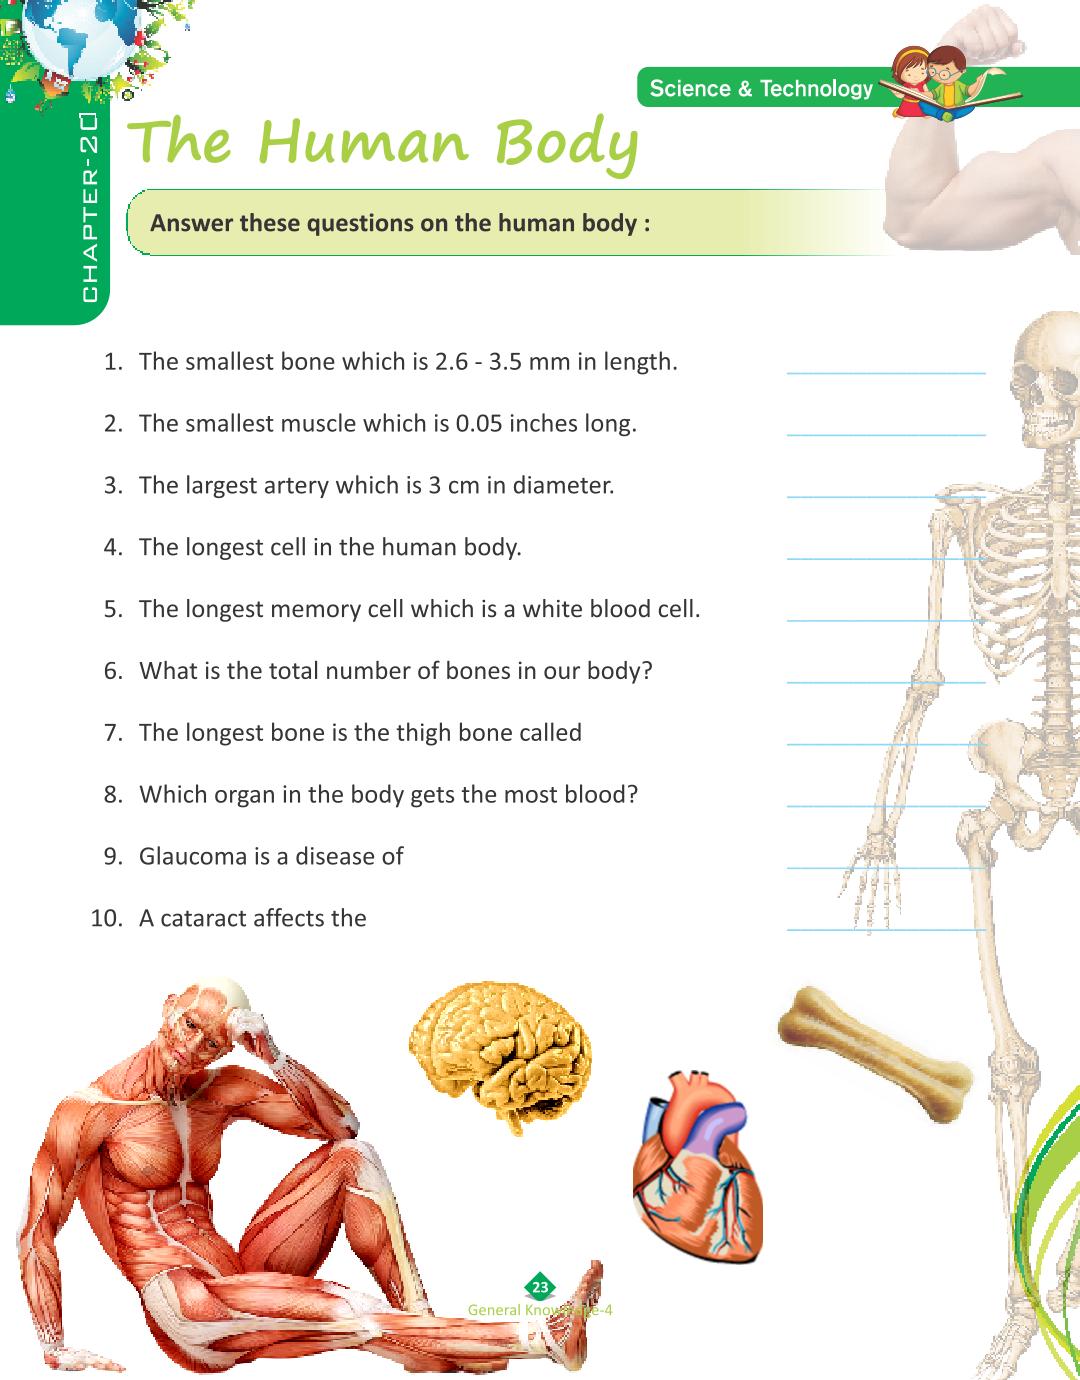 Science & Technology
CHAPTER-20
The Human Body
Answer these questions on the human body :
1. The smallest bone which is 2.6 - 3.5 mm in length.
2. The smallest muscle which is 0.05 inches long.
3. The largest artery which is 3 cm in diameter.
4. The longest cell in the human body.
5. The longest memory cell which is a white blood cell.
6. What is the total number of bones in our body?
7. The longest bone is the thigh bone called
8. Which organ in the body gets the most blood?
9. Glaucoma is a disease of
10. A cataract affects the
23
General Knowledge-4